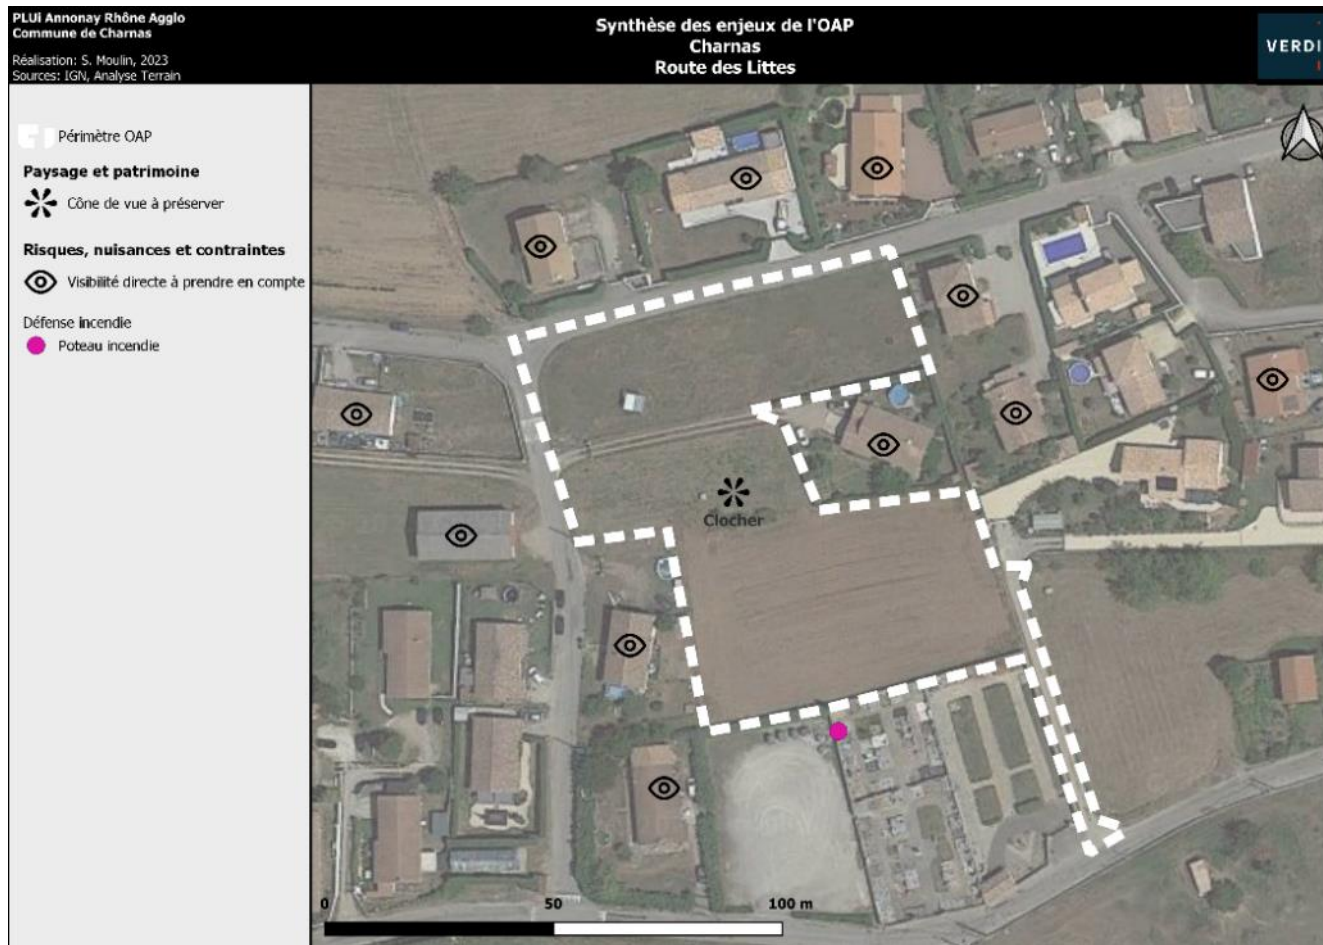 PLUi Annonay Rhône Agglo
Commune de Charnas
Réalisation: S. Moulin, 2023
Sources: IGN, Analyse Terrain
Synthèse des enjeux de l'OAP
Charnas
Route des Littes
VERDI
Périmètre OAP
Paysage et patrimoine
Cône de vue à préserver
Risques, nuisances et contraintes
Visibilité directe à prendre en compte
Défense incendie
Poteau incendie
Clocher
0 50 100 m